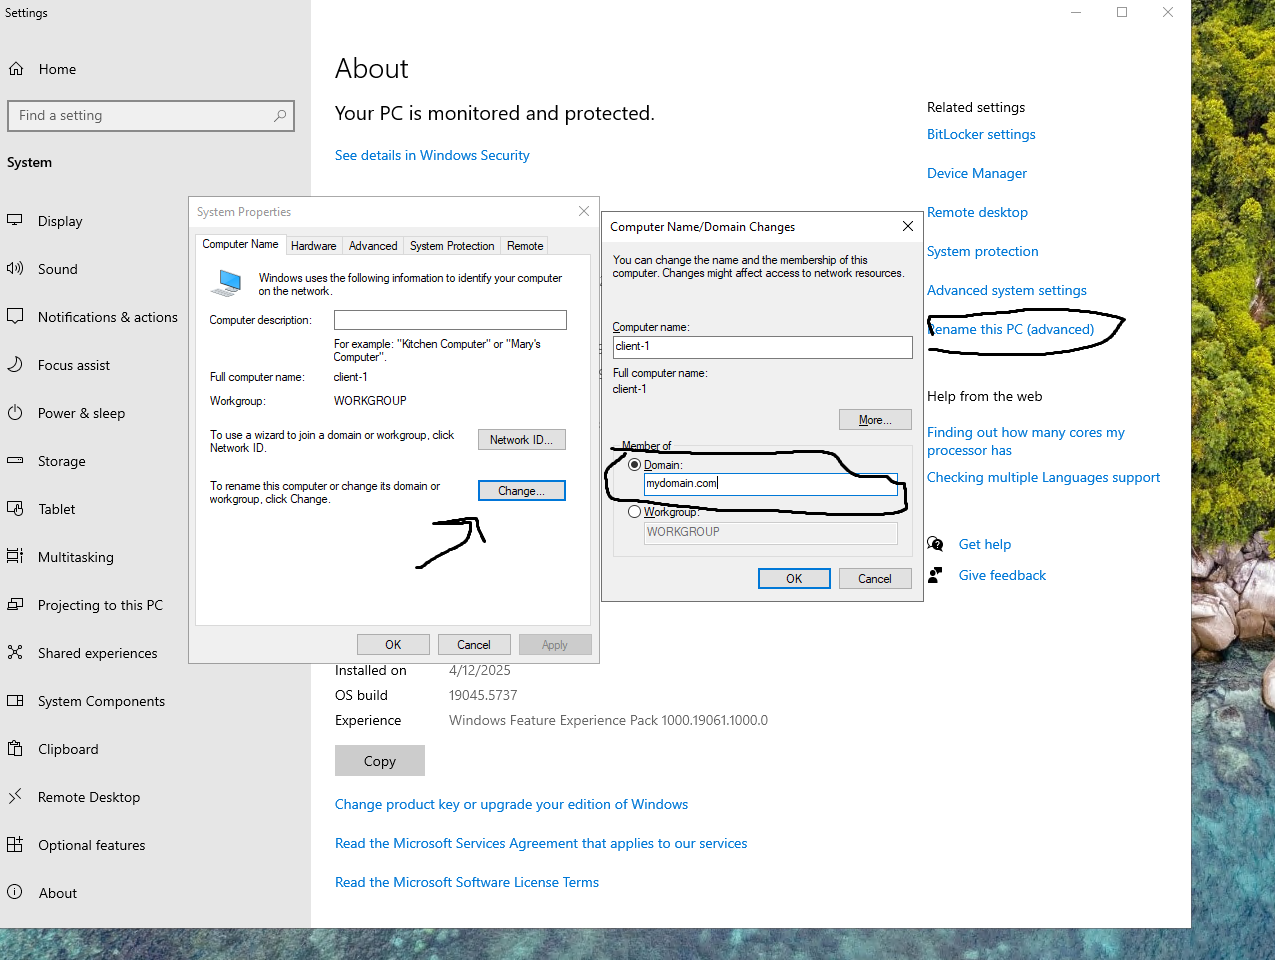 Settings
Home
Find a setting
System
Display
Sound
Notifications & actions
Focus assist
Power & sleep
Storage
Tablet
Multitasking
Projecting to this PC
Shared experiences
System Components
Clipboard
Remote Desktop
Optional features
About
About
Your PC is monitored and protected.
See details in Windows Security
System Properties
Computer Name
Hardware
Advanced
System Protection
Remote
Windows uses the following information to identify your computer
on the network.
Computer description:
For example: "Kitchen Computer" or "Mary's
Computer".
Full computer name:
client-1
Workgroup:
WORKGROUP
To use a wizard to join a domain or workgroup, click
Network ID.
Network ID...
To rename this computer or change its domain or
workgroup, click Change.
Change...
OK
Cancel
Apply
Computer Name/Domain Changes
You can change the name and the membership of this
computer. Changes might affect access to network resources.
Computer name:
client-1
Full computer name:
client-1
More...
Member of
Domain:
mydomain.com
Workgroup:
WORKGROUP
OK
Cancel
Installed on
4/12/2025
OS build
19045.5737
Experience
Windows Feature Experience Pack 1000.19061.1000.0
Copy
Change product key or upgrade your edition of Windows
Read the Microsoft Services Agreement that applies to our services
Read the Microsoft Software License Terms
Related settings
BitLocker settings
Device Manager
Remote desktop
System protection
Advanced system settings
Rename this PC (advanced)
Help from the web
Finding out how many cores my
processor has
Checking multiple Languages support
Get help
Give feedback